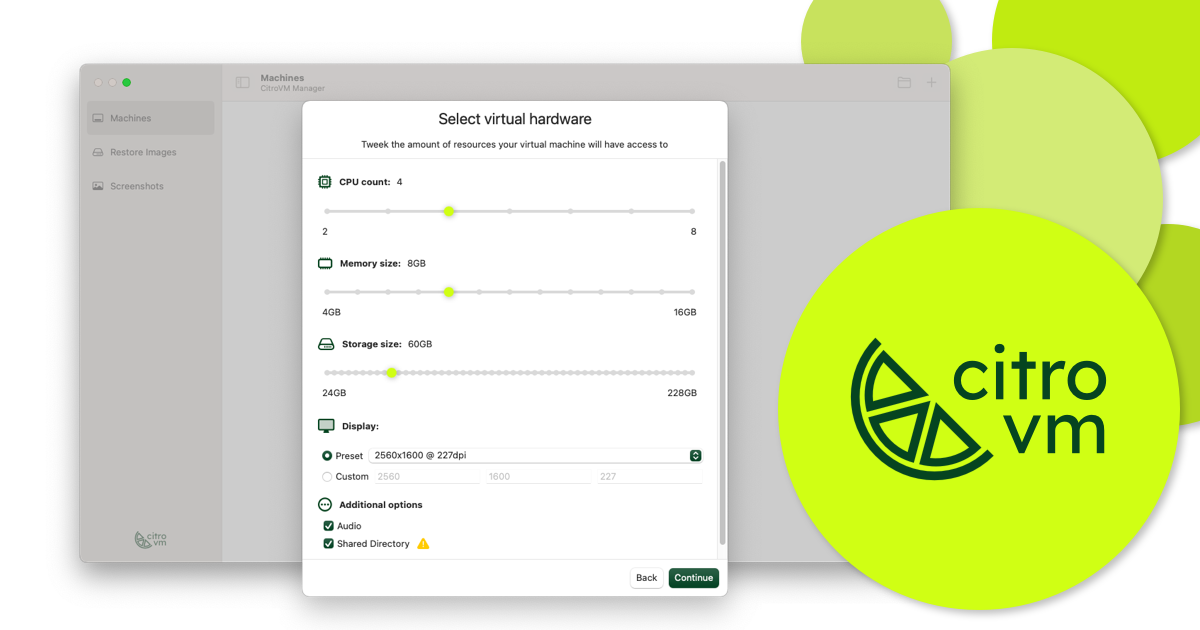 Machines
CitroVM Manager
Machines
Restore Images
Screenshots
citro
vm
Select virtual hardware
Tweek the amount of resources your virtual machine will have access to
CPU count: 4
2 8
Memory size: 8GB
4GB 16GB
Storage size: 60GB
24GB 228GB
Display:
Preset 2560x1600 @ 227dpi
Custom 2560 1600 227
Additional options
Audio
Shared Directory
Back Continue
citro
vm